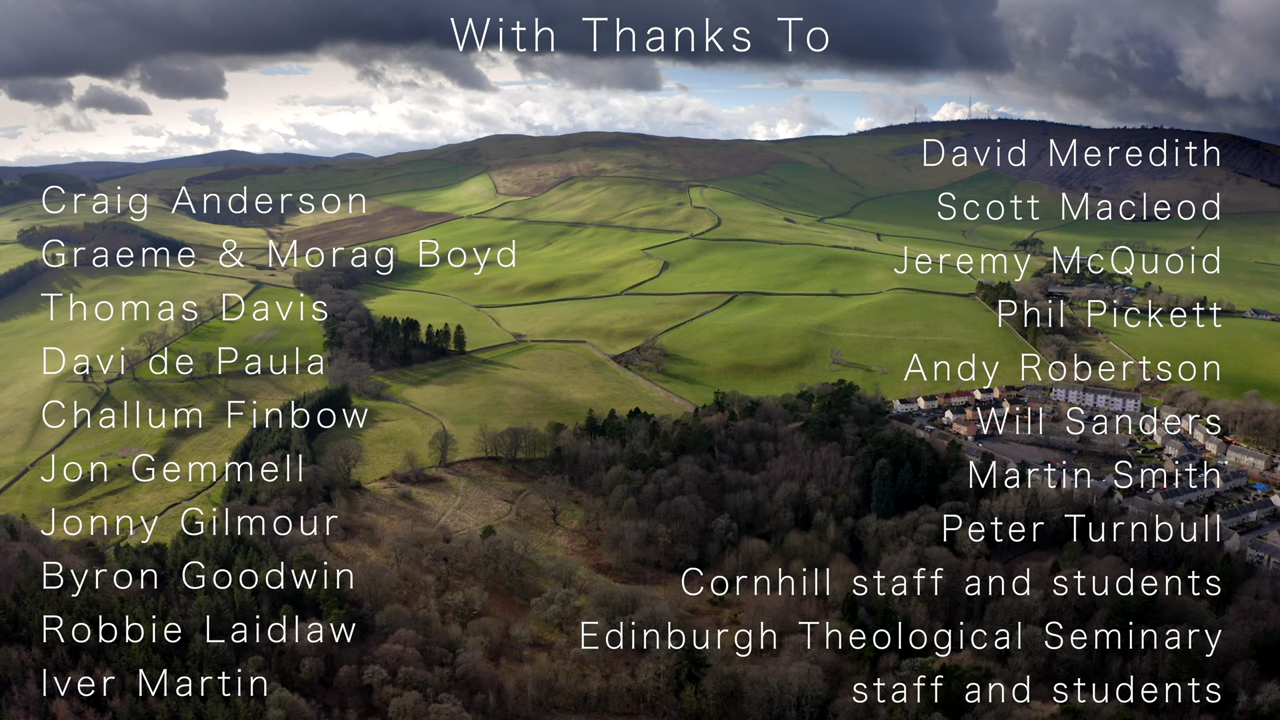 With Thanks To
Craig Anderson
Graeme & Morag Boyd
Thomas Davis
Davi de Paula
Challum Finbow
Jon Gemmell
Jonny Gilmour
Byron Goodwin
Robbie Laidlaw
Iver Martin
David Meredith
Scott Macleod
Jeremy McQuoid
Phil Pickett
Andy Robertson
Will Sanders
Martin Smith
Peter Turnbull
Cornhill staff and students
Edinburgh Theological Seminary
staff and students